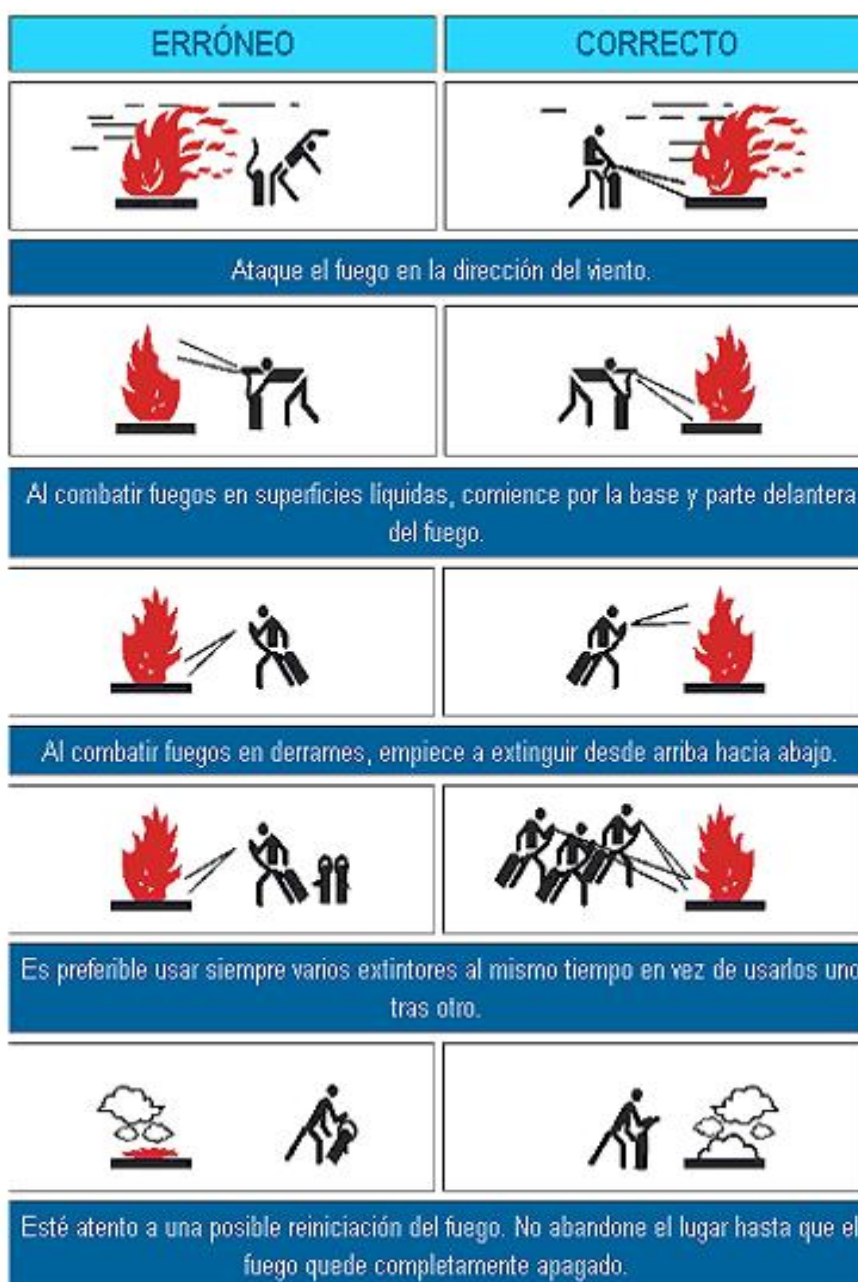 ERRÓNEO
CORRECTO
Ataque el fuego en la dirección del viento.
Al combatir fuegos en superficies líquidas, comience por la base y parte delantera
del fuego.
Al combatir fuegos en derrames, empiece a extinguir desde arriba hacia abajo.
Es preferible usar siempre varios extintores al mismo tiempo en vez de usarlos uno
tras otro.
Esté atento a una posible reiniciación del fuego. No abandone el lugar hasta que el
fuego quede completamente apagado.